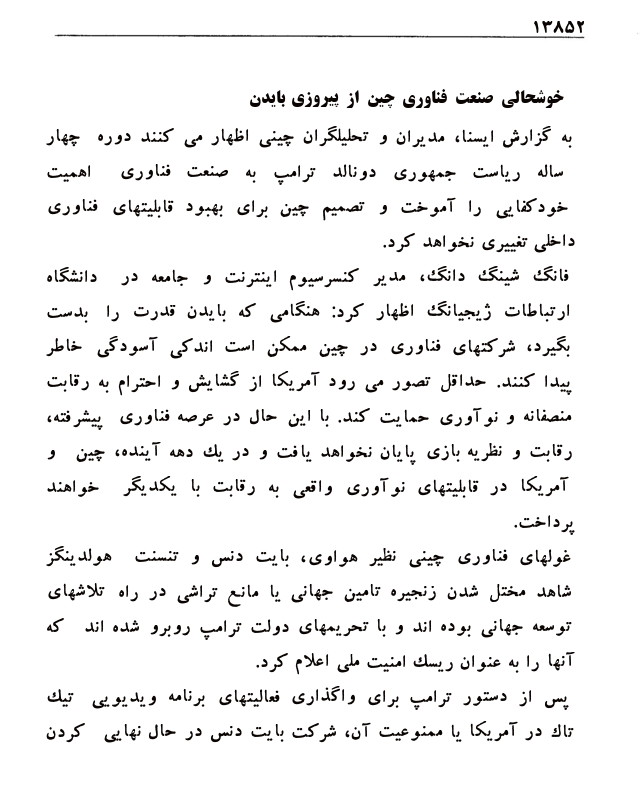 ۱۳۸۵۲
خوشحالی صنعت فناوری چین از پیروزی بایدن
به گزارش ایسنا، مدیران و تحلیلگران چینی اظهار می کنند دوره چهار
ساله ریاست جمهوری دونالد ترامپ به صنعت فناوری اهمیت
خودکفایی را آموخت و تصمیم چین برای بهبود قابلیتهای فناوری
داخلی تغییری نخواهد کرد.
فانگ شینگ دانگ، مدیر کنسرسیوم اینترنت و جامعه در دانشگاه
ارتباطات ژیجیانگ اظهار کرد: هنگامی که بایدن قدرت را بدست
بگیرد، شرکتهای فناوری در چین ممکن است اندکی آسودگی خاطر
پیدا کنند. حداقل تصور می رود آمریکا از گشایش و احترام به رقابت
منصفانه و نوآوری حمایت کند. با این حال در عرصه فناوری پیشرفته،
رقابت و نظریه بازی پایان نخواهد یافت و در یك دهه آینده، چین و
آمریکا در قابلیتهای نوآوری واقعی به رقابت با یکدیگر خواهند
پرداخت.
غولهای فناوری چینی نظیر هواوی، بایت دنس و تنسنت هولدینگز
شاهد مختل شدن زنجیره تامین جهانی یا مانع تراشی در راه تلاشهای
توسعه جهانی بوده اند و با تحریمهای دولت ترامپ روبرو شده اند که
آنها را به عنوان ریسك امنیت ملی اعلام کرد.
پس از دستور ترامپ برای واگذاری فعالیتهای برنامه ویدیویی تیك
تاك در آمریکا یا ممنوعیت آن، شرکت بایت دنس در حال نهایی کردن